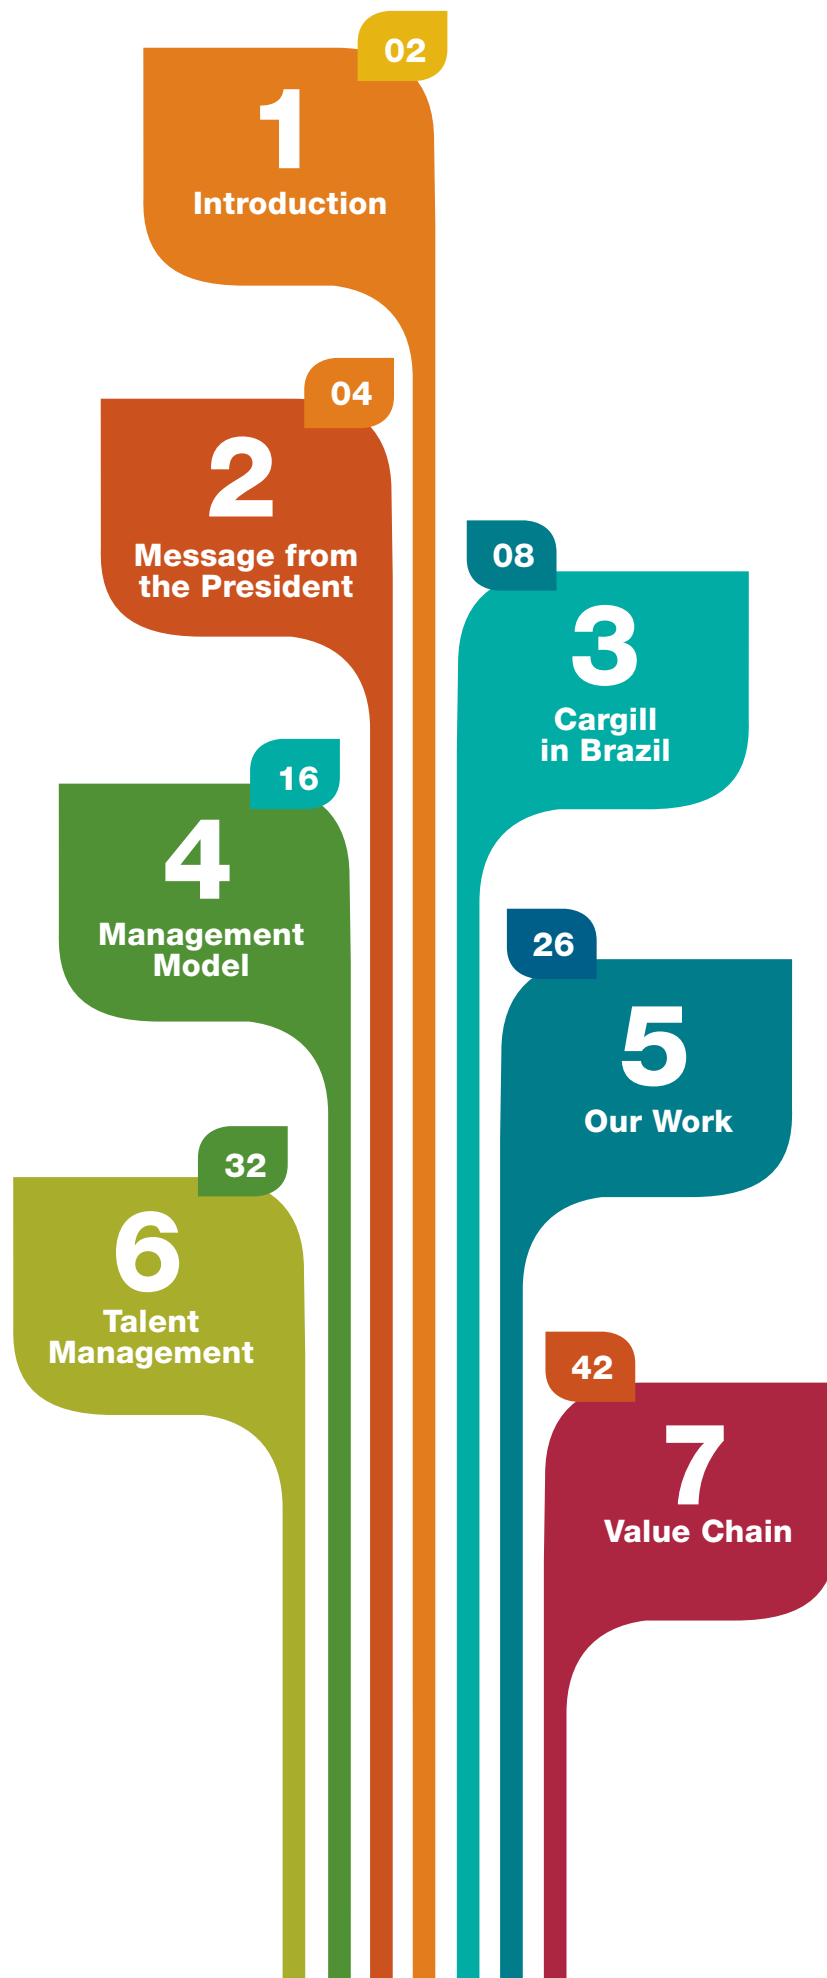 02
1
Introduction
04
2
Message from
the President
08
3
Cargill
in Brazil
16
4
Management
Model
26
5
Our Work
32
6
Talent
Management
42
7
Value Chain